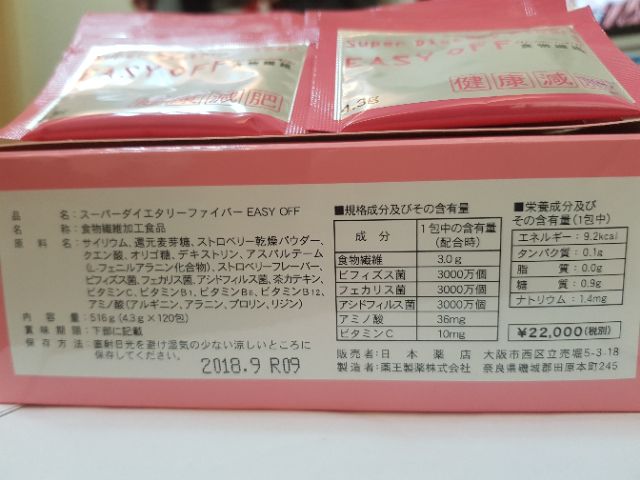 EASY OFF
減肥
Super Die
EASY OFF
食物繊維
健康減
4.3g
品 名：スーパーダイエタリーファイバー EASY OFF
名 称：食物繊維加工食品
原 料 名：サイリウム、還元麦芽糖、ストロベリー乾燥パウダー、
クエン酸、オリゴ糖、デキストリン、アスパルテーム
(L-フェニルアラニン化合物)、ストロベリーフレーバー、
ビフィズス菌、フェカリス菌、アシドフィルス菌、茶カテキン、
ビタミンC、ビタミンB1、ビタミンB6、ビタミンB12、
アミノ酸(アルギニン、アラニン、プロリン、リジン)
内 容 量：516g (4.3g×120包)
賞味期限：下部に記載
保存方法：直射日光を避け湿気の少ない涼しいところに
保存してください。
2018.9 R09
■規格成分及びその含有量
成 分 1包中の含有量(配合時)
食物繊維 3.0g
ビフィズス菌 3000万個
フェカリス菌 3000万個
アシドフィルス菌 3000万個
アミノ酸 36mg
ビタミンC 10mg
■栄養成分及び
その含有量(1包中)
エネルギー：9.2kcal
タンパク質：0.1g
脂 質：0.0g
糖 質：0.9g
ナトリウム：1.4mg
¥22,000(税別)
販売者：日本薬店 大阪市西区立売堀5-3-18
製造者：薬王製薬株式会社 奈良県磯城郡田原本町245